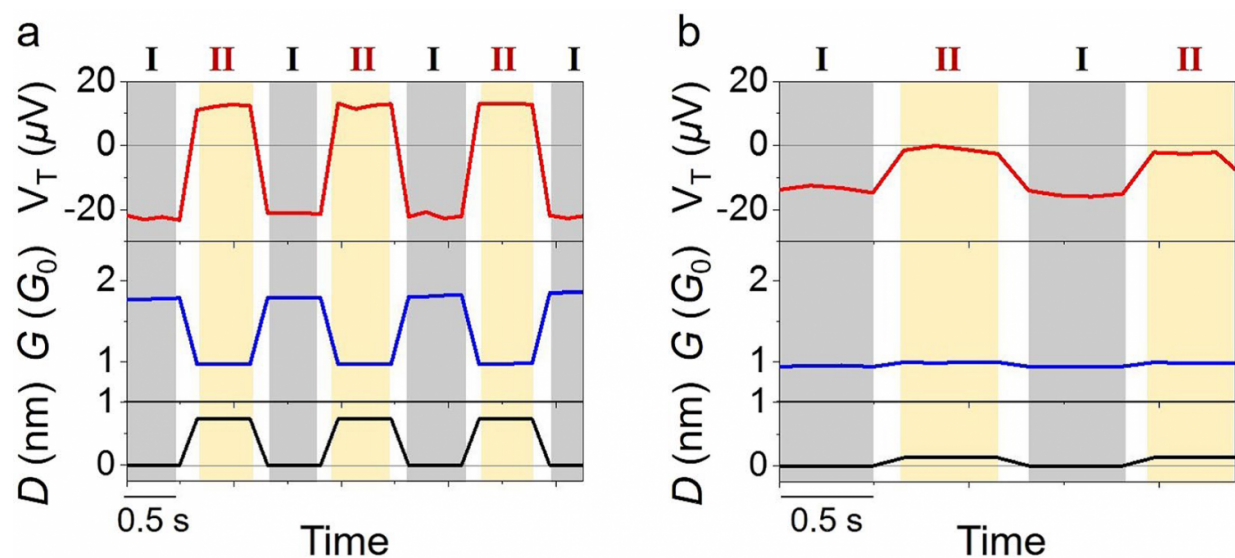 a
I II I II I II I
20
0
-20
V_T (μV)
2
1
G (G_0)
1
0
D (nm)
0.5 s
Time
b
I II I II
20
0
-20
V_T (μV)
2
1
G (G_0)
1
0
D (nm)
0.5 s
Time